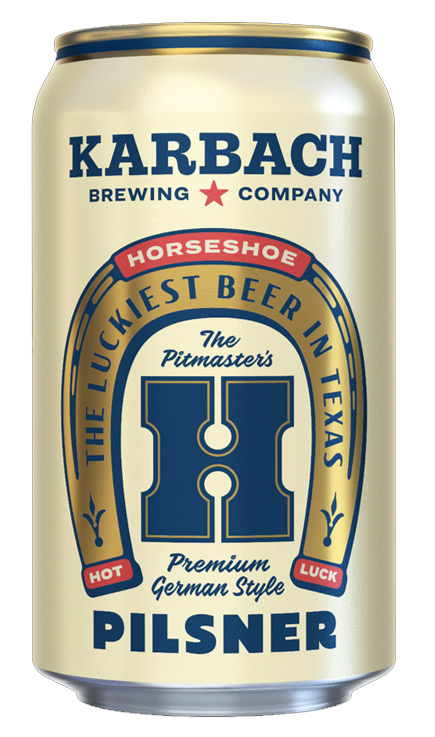 KARBACH
BREWING ★ COMPANY
HORSESHOE
THE LUCKIEST BEER IN TEXAS
The
Pitmaster's
H
HOT
LUCK
Premium
German Style
PILSNER